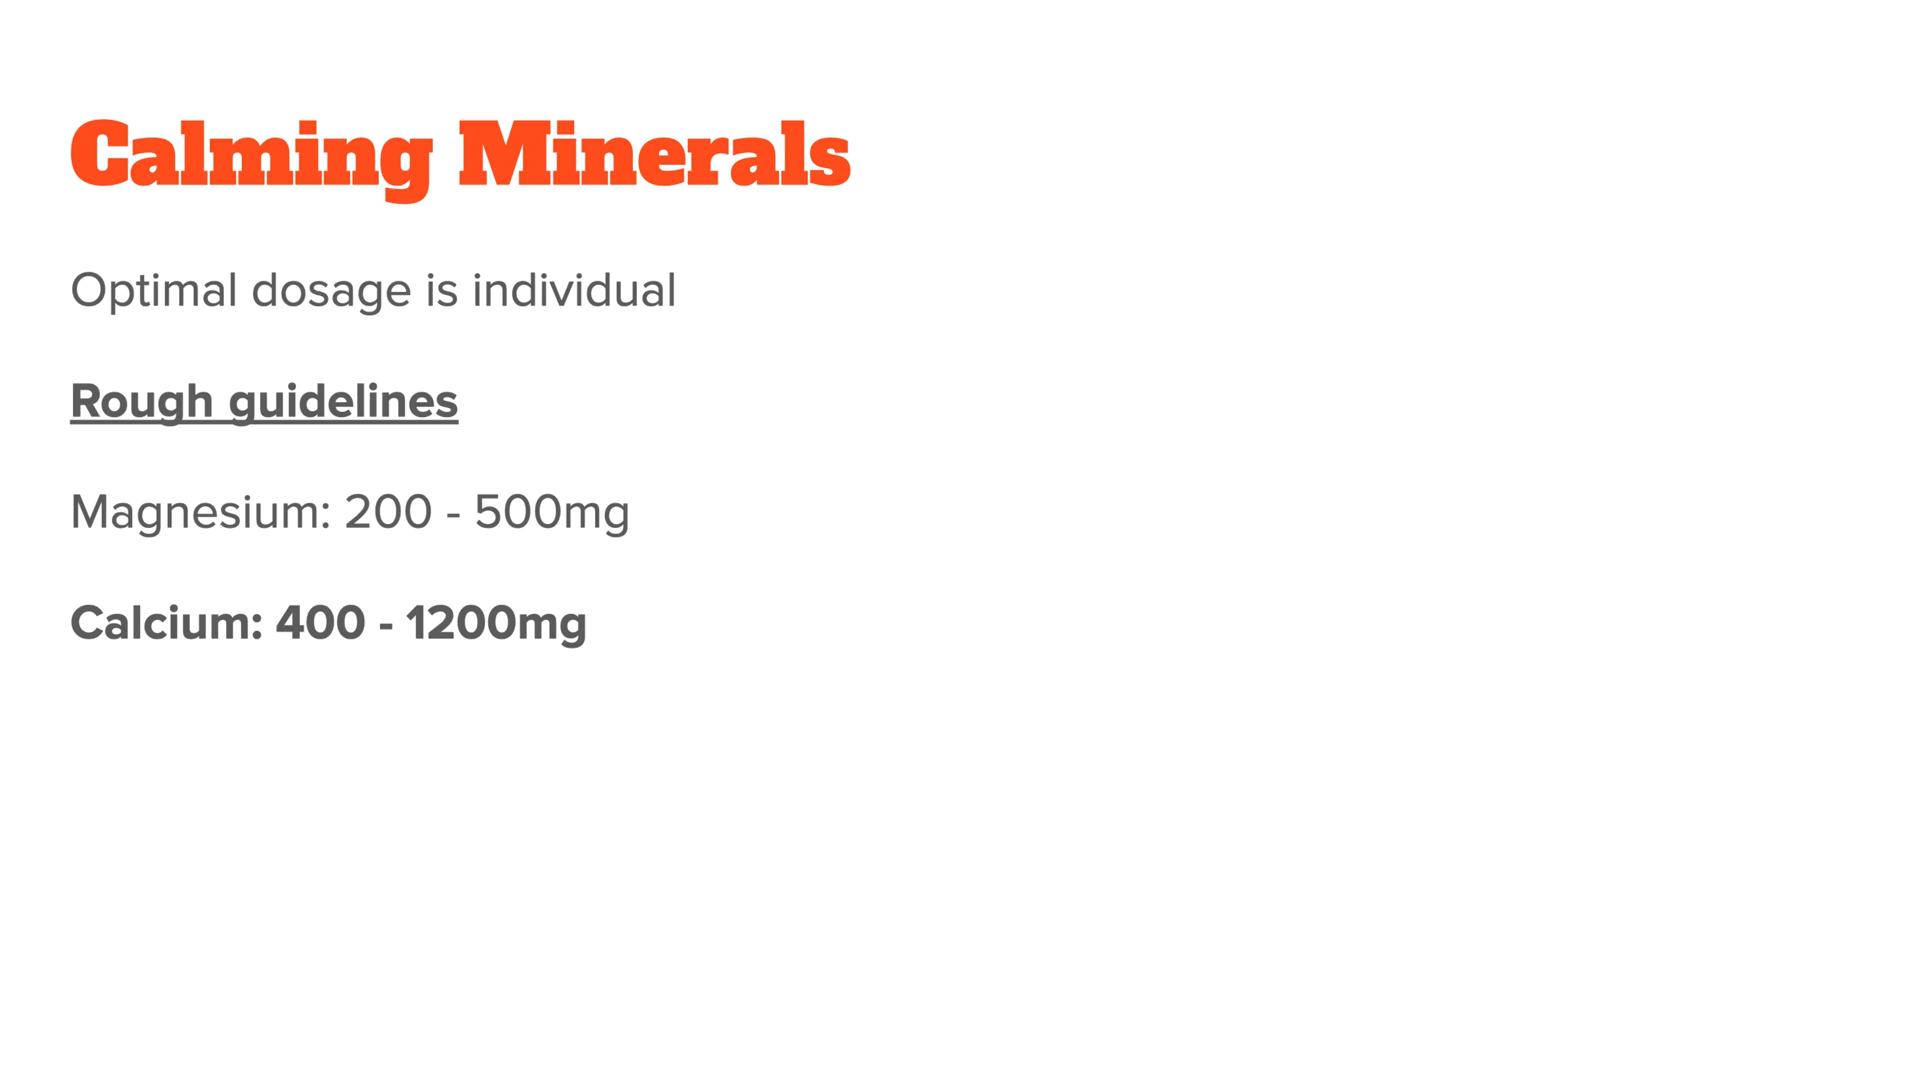 Calming Minerals
Optimal dosage is individual
Rough guidelines
Magnesium: 200 - 500mg
Calcium: 400 - 1200mg